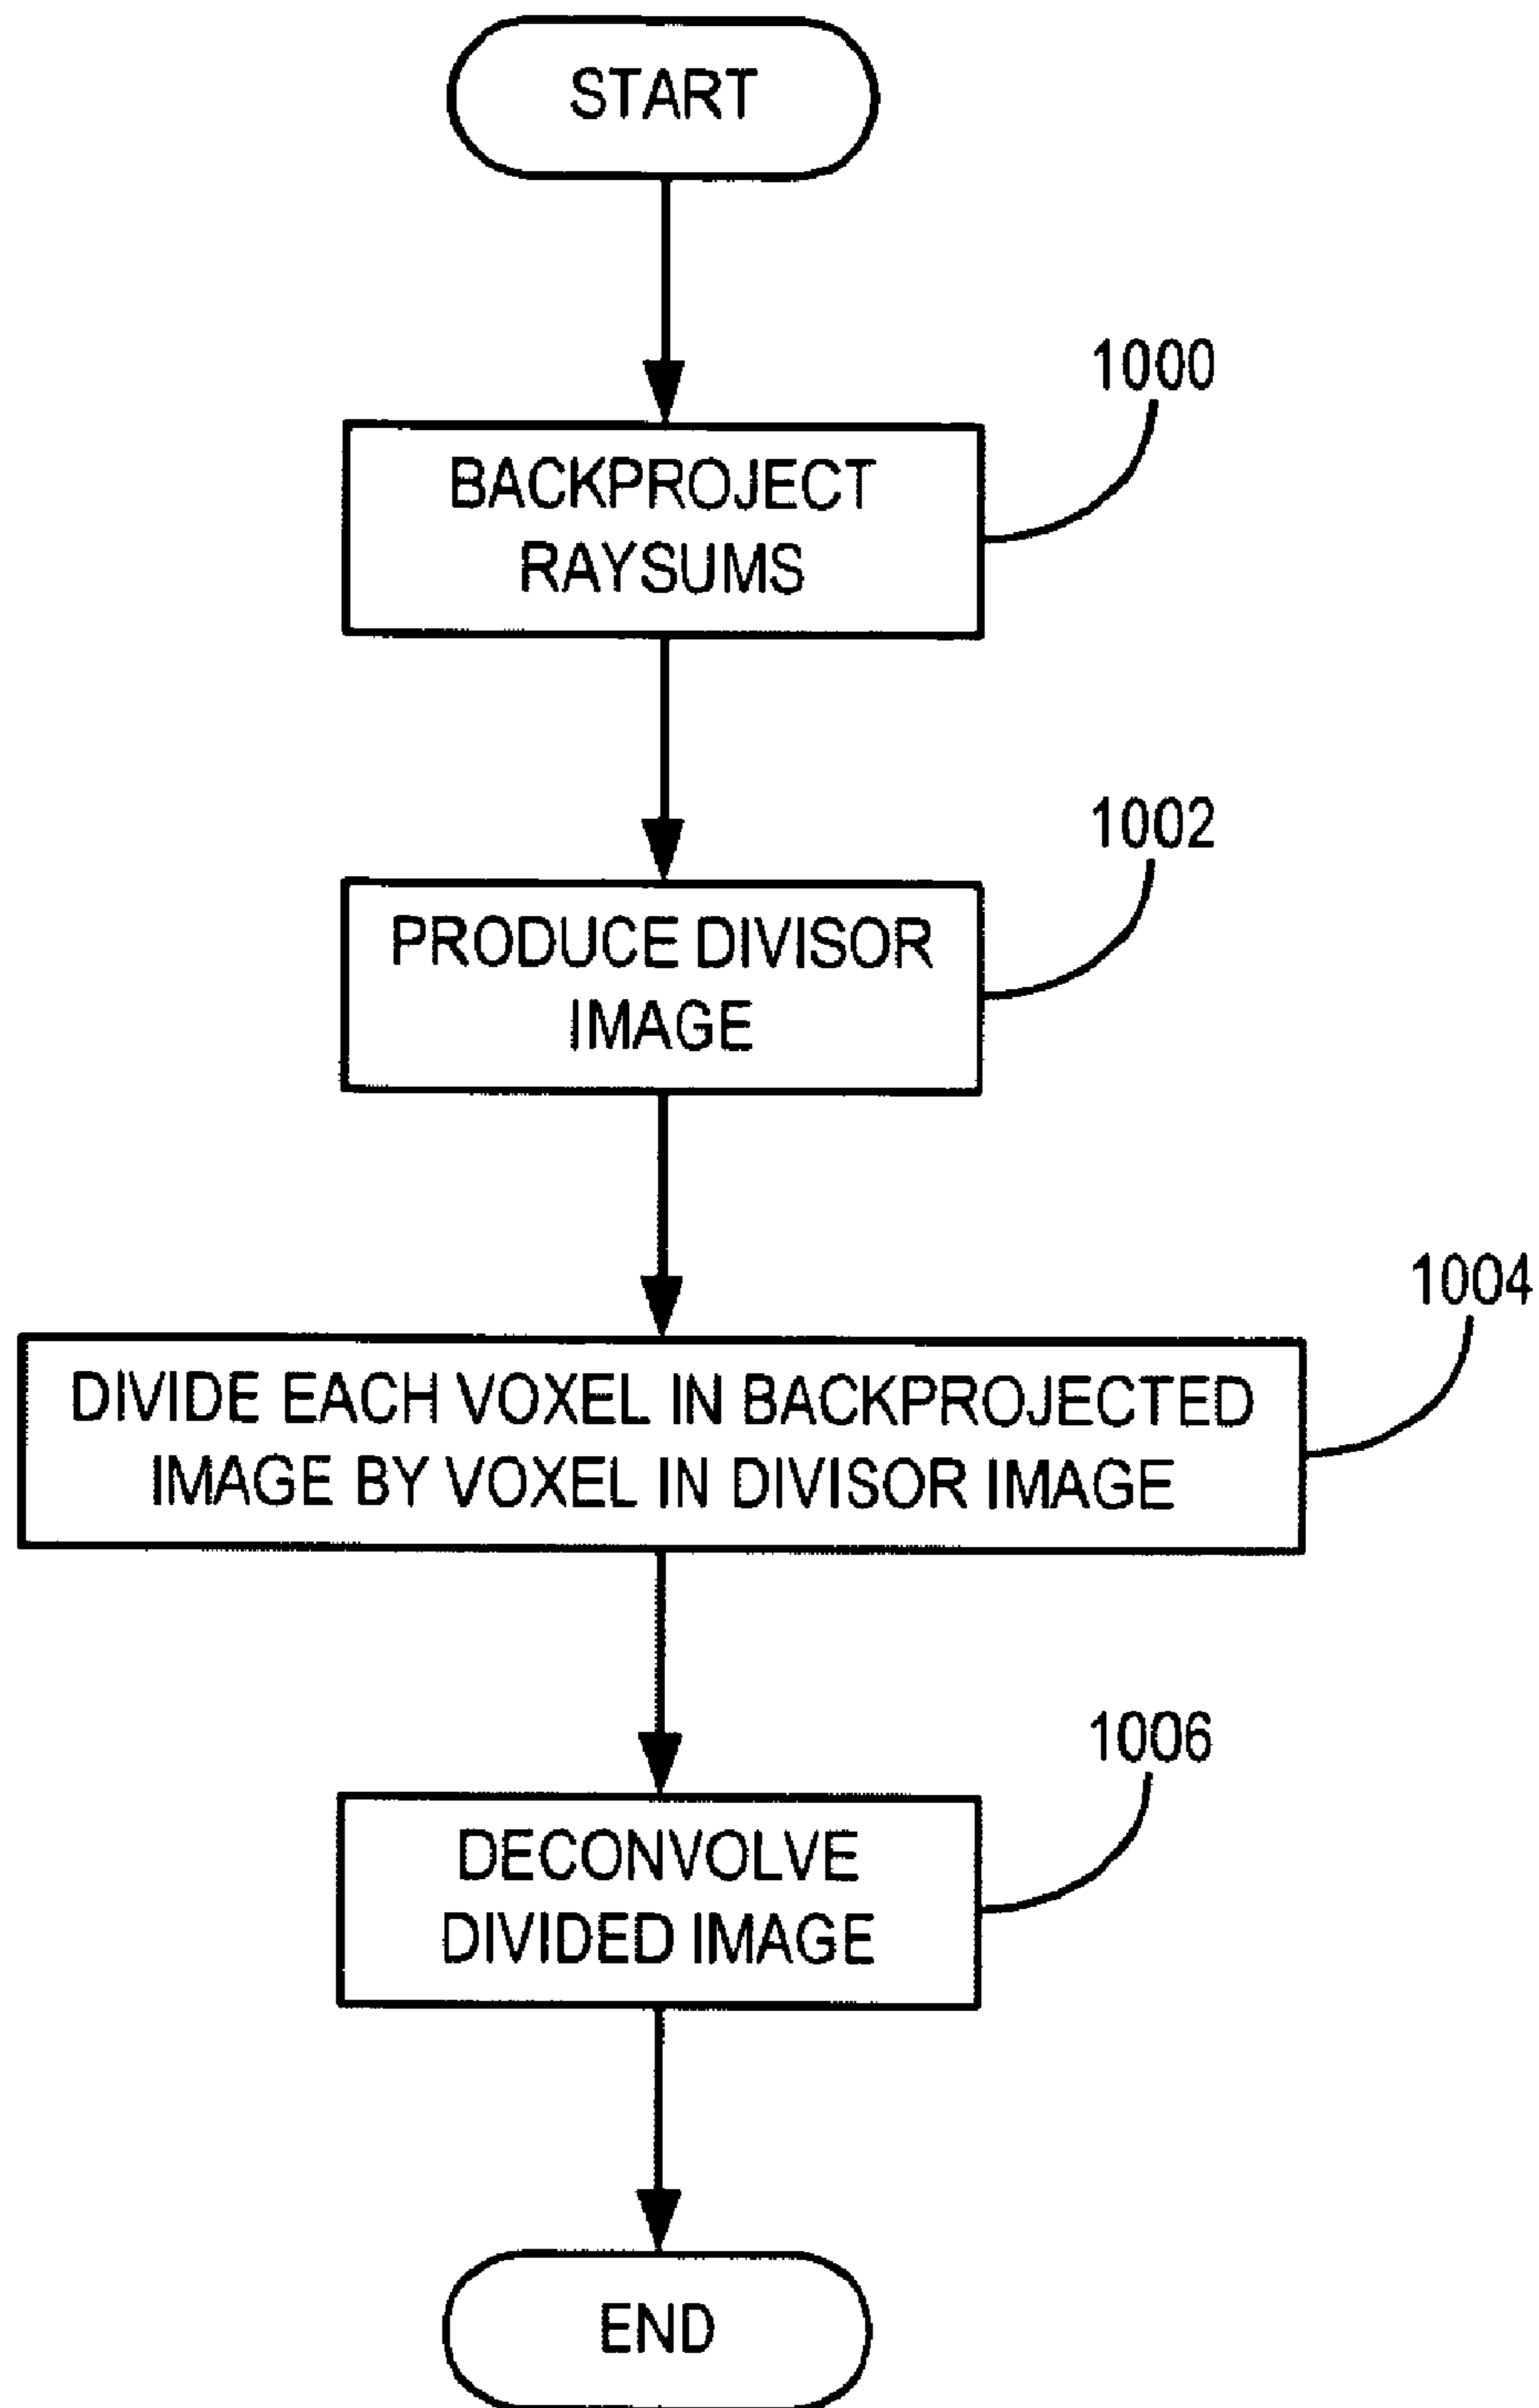 START
1000
BACKPROJECT
RAYSUMS
1002
PRODUCE DIVISOR
IMAGE
1004
DIVIDE EACH VOXEL IN BACKPROJECTED
IMAGE BY VOXEL IN DIVISOR IMAGE
1006
DECONVOLVE
DIVIDED IMAGE
END